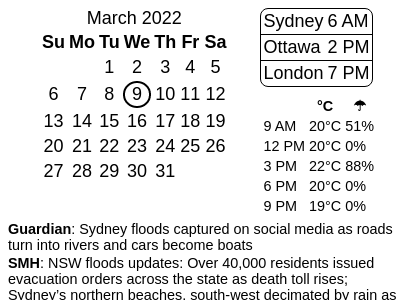 March 2022
Su Mo Tu We Th Fr Sa
1 2 3 4 5
6 7 8 9 10 11 12
13 14 15 16 17 18 19
20 21 22 23 24 25 26
27 28 29 30 31
Sydney 6 AM
Ottawa 2 PM
London 7 PM
°C ☂
9 AM 20°C 51%
12 PM 20°C 0%
3 PM 22°C 88%
6 PM 20°C 0%
9 PM 19°C 0%
Guardian: Sydney floods captured on social media as roads
turn into rivers and cars become boats
SMH: NSW floods updates: Over 40,000 residents issued
evacuation orders across the state as death toll rises;
Sydney's northern beaches, south-west decimated by rain as